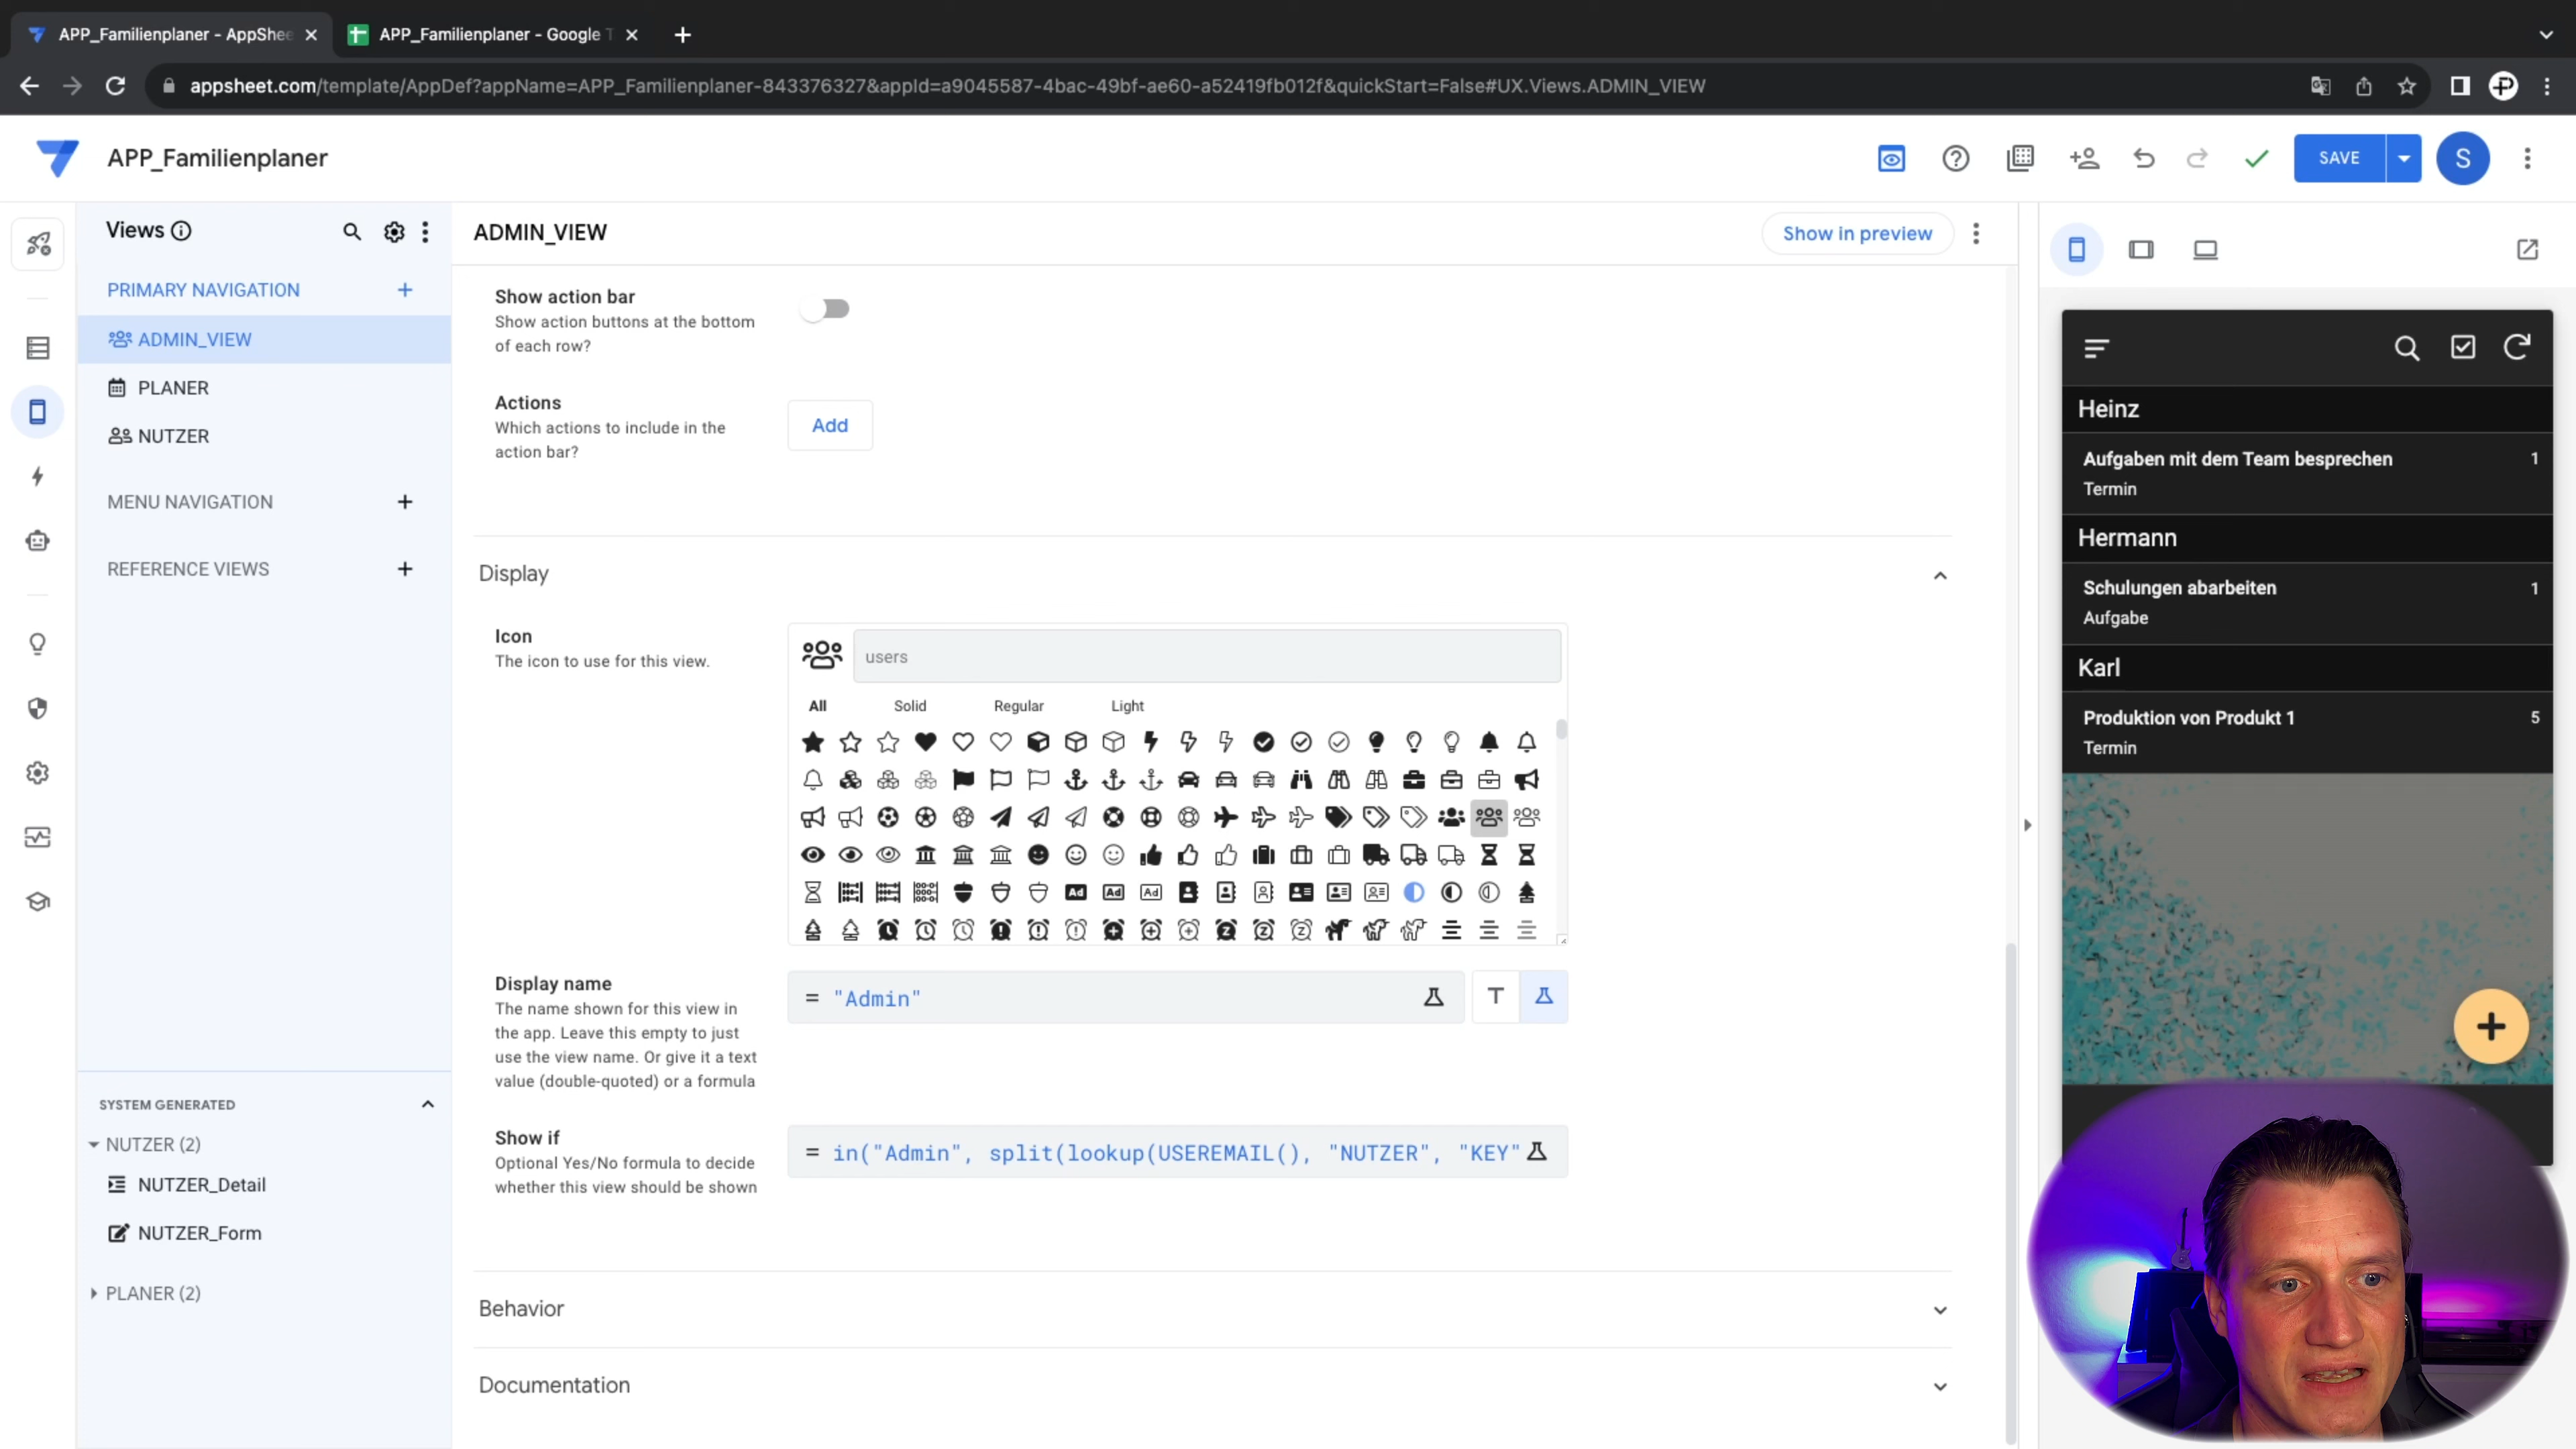 APP_Familienplaner - AppShee
APP_Familienplaner - Google T
appsheet.com/template/AppDef?appName=APP_Familienplaner-843376327&appId=a9045587-4bac-49bf-ae60-a52419fb012f&quickStart=False#UX.Views.ADMIN_VIEW
APP_Familienplaner
SAVE
S
Views
PRIMARY NAVIGATION
ADMIN_VIEW
PLANER
NUTZER
MENU NAVIGATION
REFERENCE VIEWS
SYSTEM GENERATED
NUTZER (2)
NUTZER_Detail
NUTZER_Form
PLANER (2)
ADMIN_VIEW
Show in preview
Show action bar
Show action buttons at the bottom
of each row?
Actions
Which actions to include in the
action bar?
Add
Display
Icon
The icon to use for this view.
users
All Solid Regular Light
Ad Ad Ad
Display name
The name shown for this view in
the app. Leave this empty to just
use the view name. Or give it a text
value (double-quoted) or a formula
= "Admin"
T
Show if
Optional Yes/No formula to decide
whether this view should be shown
= in("Admin", split(lookup(USEREMAIL(), "NUTZER", "KEY"
Behavior
Documentation
Heinz
Aufgaben mit dem Team besprechen 1
Termin
Hermann
Schulungen abarbeiten 1
Aufgabe
Karl
Produktion von Produkt 1 5
Termin